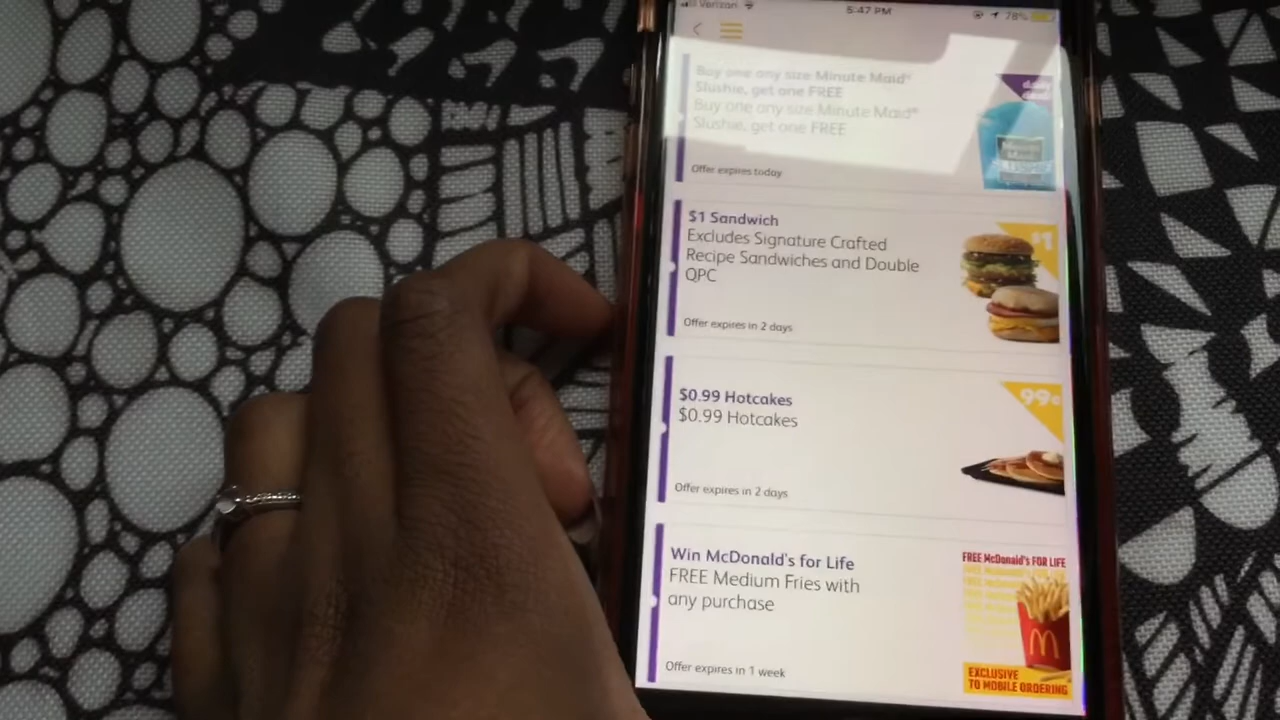 Verizon
5:47 PM
78%
Buy one any size Minute Maid®
Slushie, get one FREE
Buy one any size Minute Maid®
Slushie, get one FREE
Offer expires today
$1 Sandwich
Excludes Signature Crafted
Recipe Sandwiches and Double
QPC
$1
Offer expires in 2 days
$0.99 Hotcakes
$0.99 Hotcakes
99¢
Offer expires in 2 days
Win McDonald's for Life
FREE Medium Fries with
any purchase
Offer expires in 1 week
FREE McDonald's FOR LIFE
EXCLUSIVE
TO MOBILE ORDERING